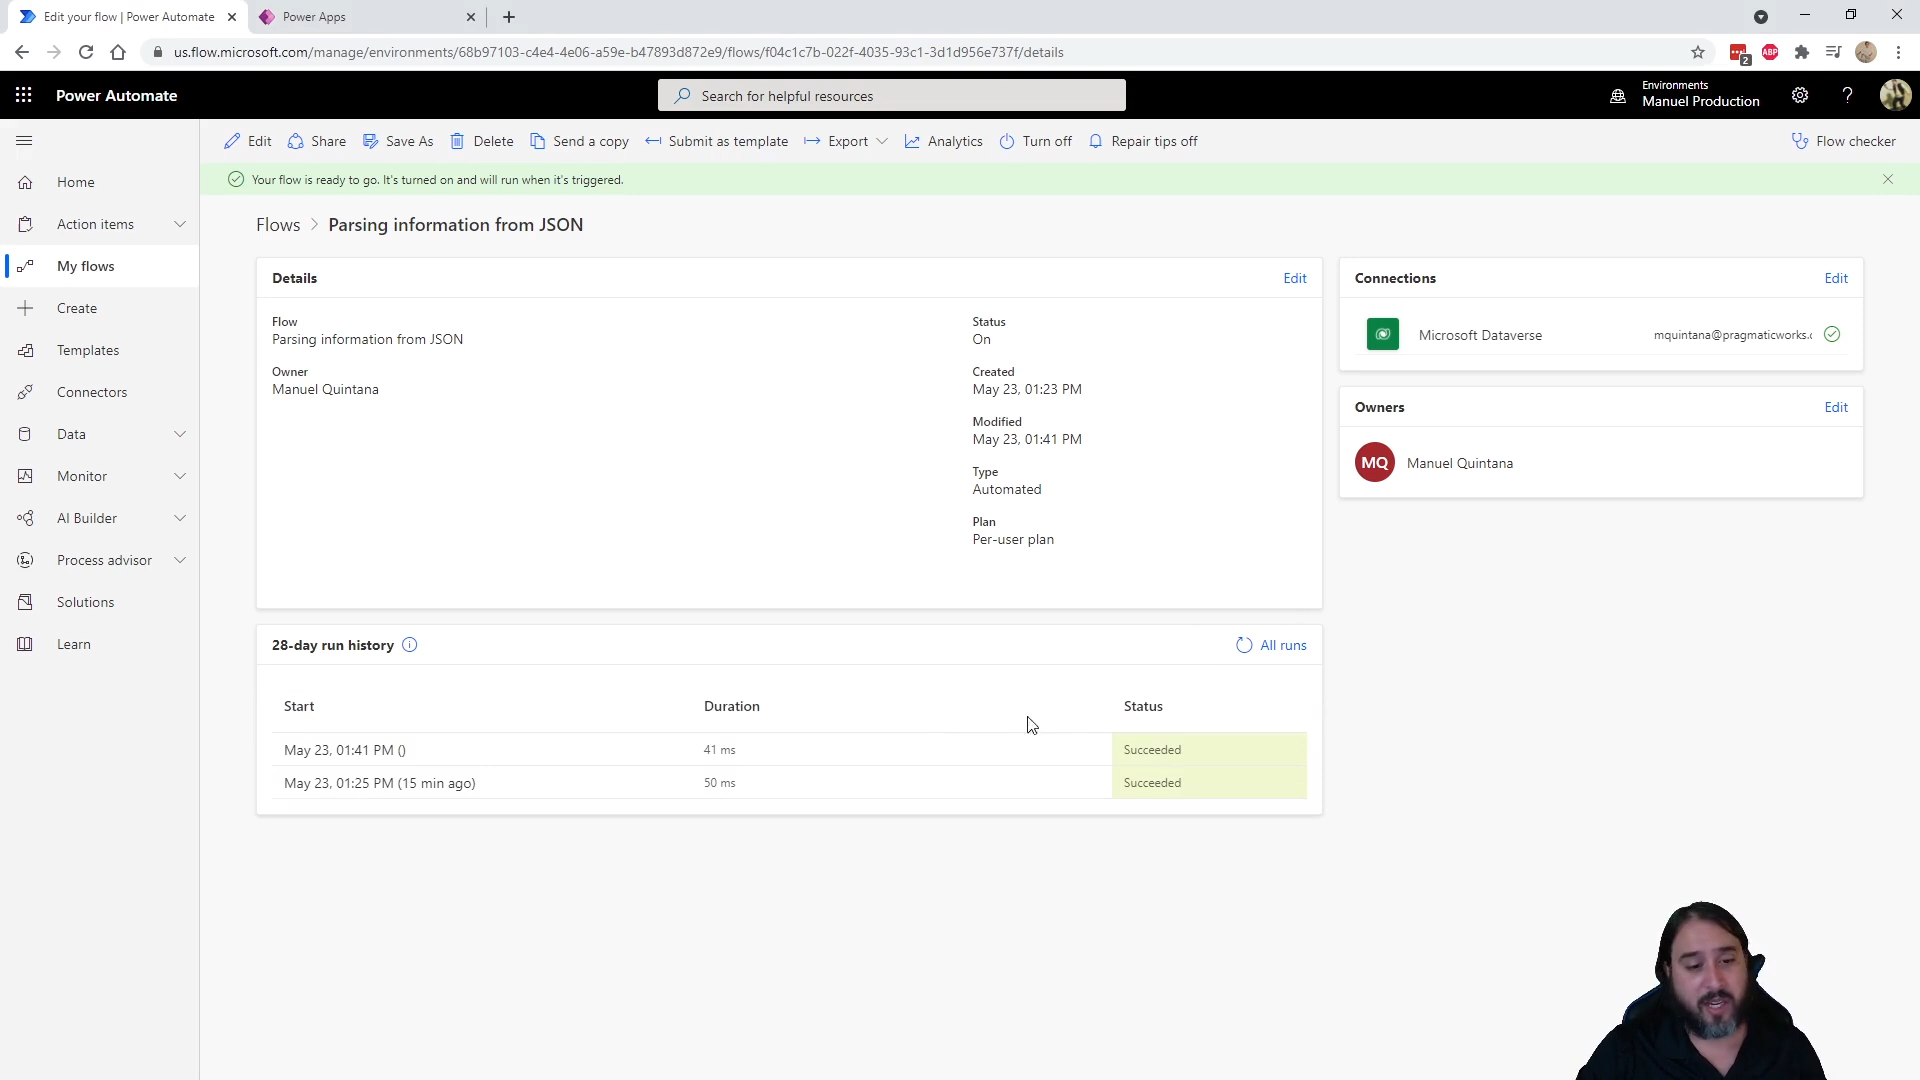 Edit your flow | Power Automate
Power Apps
us.flow.microsoft.com/manage/environments/68b97103-c4e4-4e06-a59e-b47893d872e9/flows/f04c1c7b-022f-4035-93c1-3d1d956e737f/details
2
ABP
Power Automate
Search for helpful resources
Environments
Manuel Production
?
Edit
Share
Save As
Delete
Send a copy
Submit as template
Export
Analytics
Turn off
Repair tips off
Flow checker
Your flow is ready to go. It's turned on and will run when it's triggered.
Home
Action items
My flows
Create
Templates
Connectors
Data
Monitor
AI Builder
Process advisor
Solutions
Learn
Flows > Parsing information from JSON
Details
Edit
Flow
Parsing information from JSON
Owner
Manuel Quintana
Status
On
Created
May 23, 01:23 PM
Modified
May 23, 01:41 PM
Type
Automated
Plan
Per-user plan
Connections
Edit
Microsoft Dataverse
mquintana@pragmaticworks.c
Owners
Edit
MQ
Manuel Quintana
28-day run history
All runs
Start Duration Status
May 23, 01:41 PM () 41 ms Succeeded
May 23, 01:25 PM (15 min ago) 50 ms Succeeded